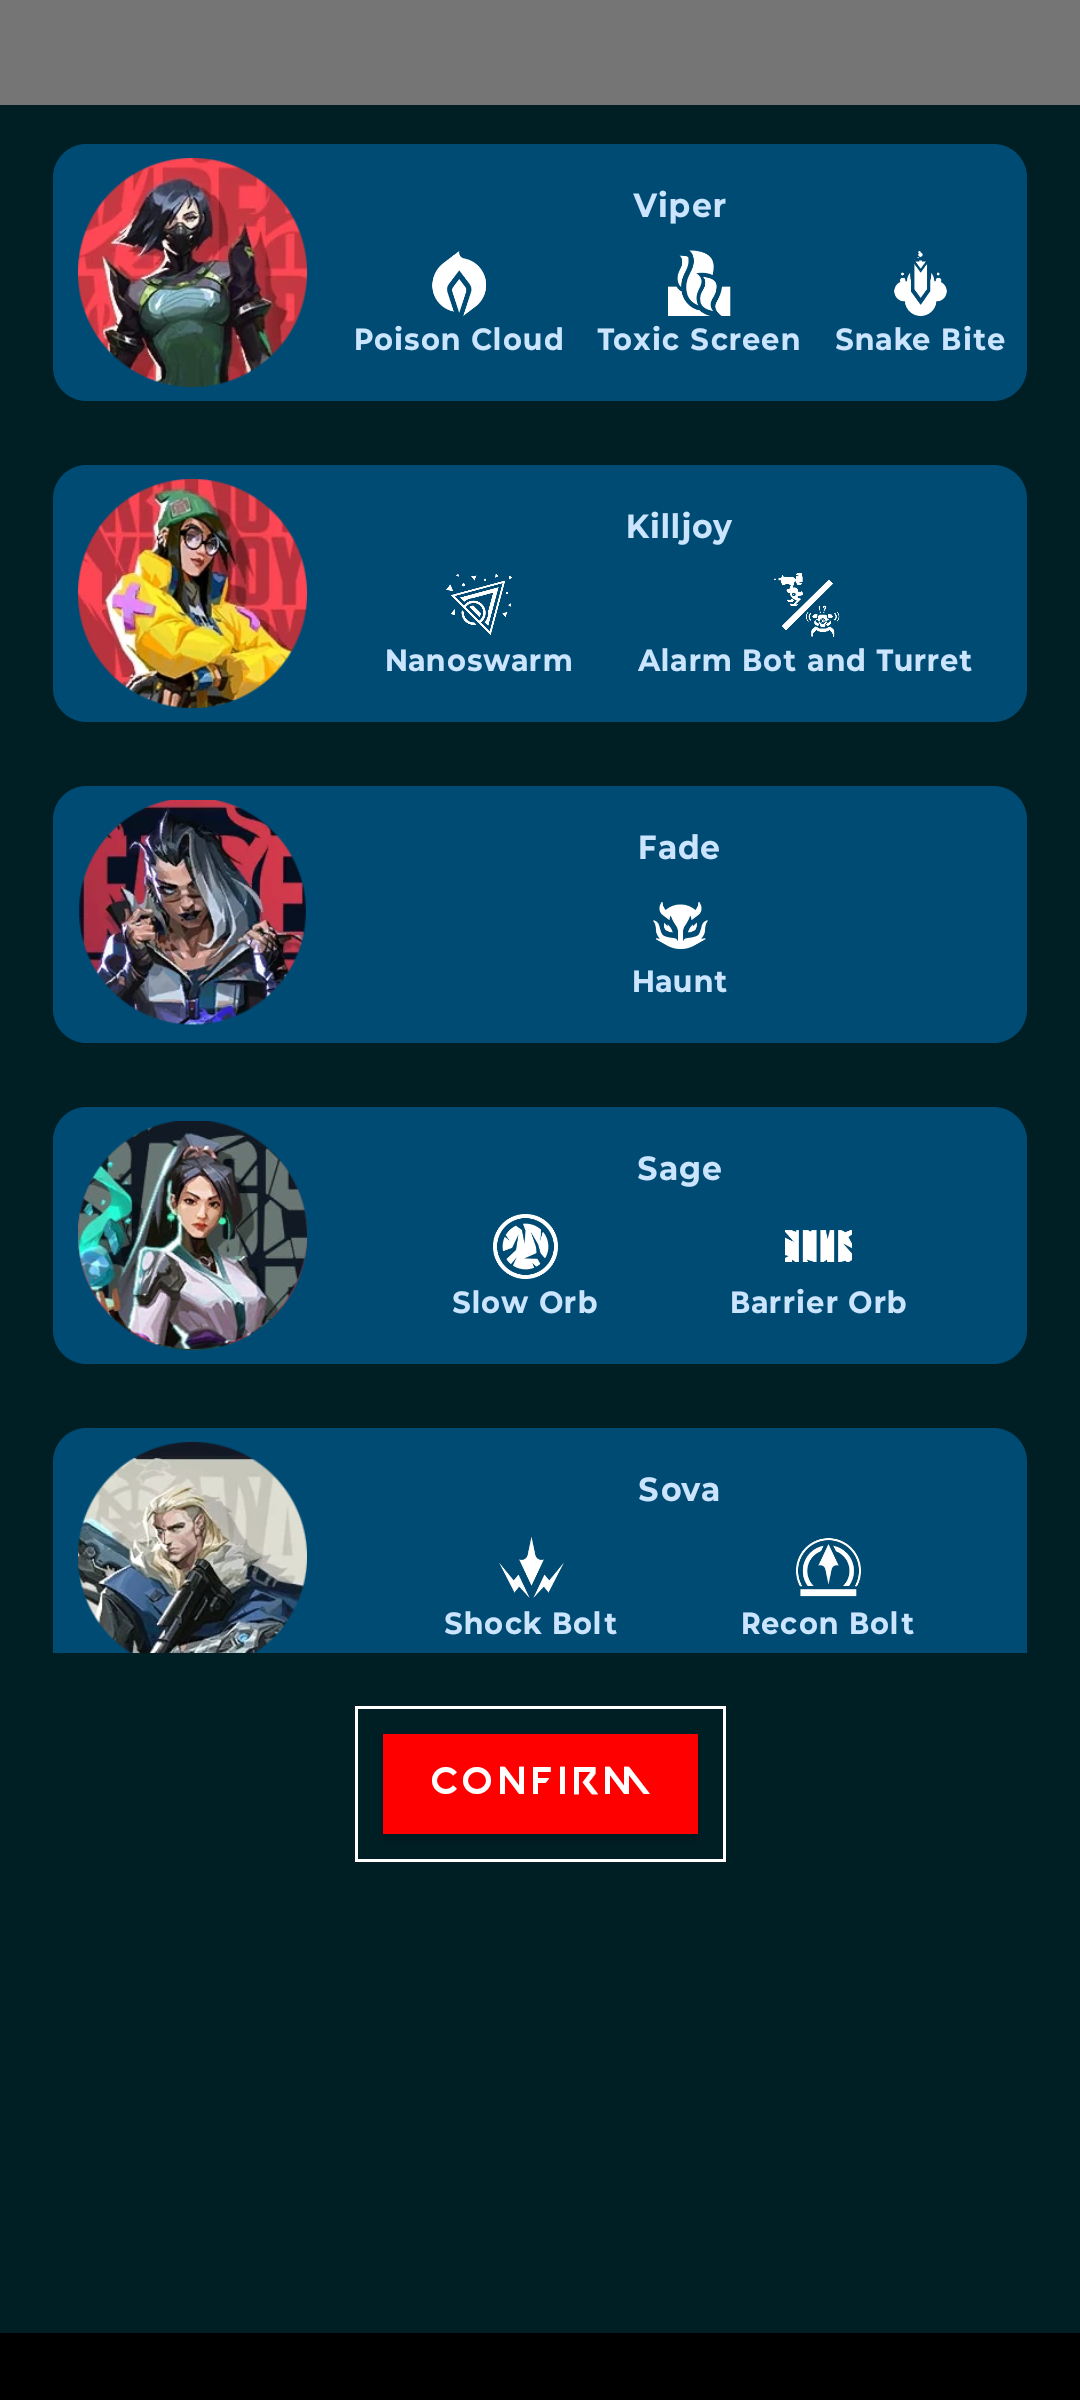 Viper
Poison Cloud Toxic Screen Snake Bite
Killjoy
Nanoswarm Alarm Bot and Turret
Fade
Haunt
Sage
Slow Orb Barrier Orb
Sova
Shock Bolt Recon Bolt
CONFIRM